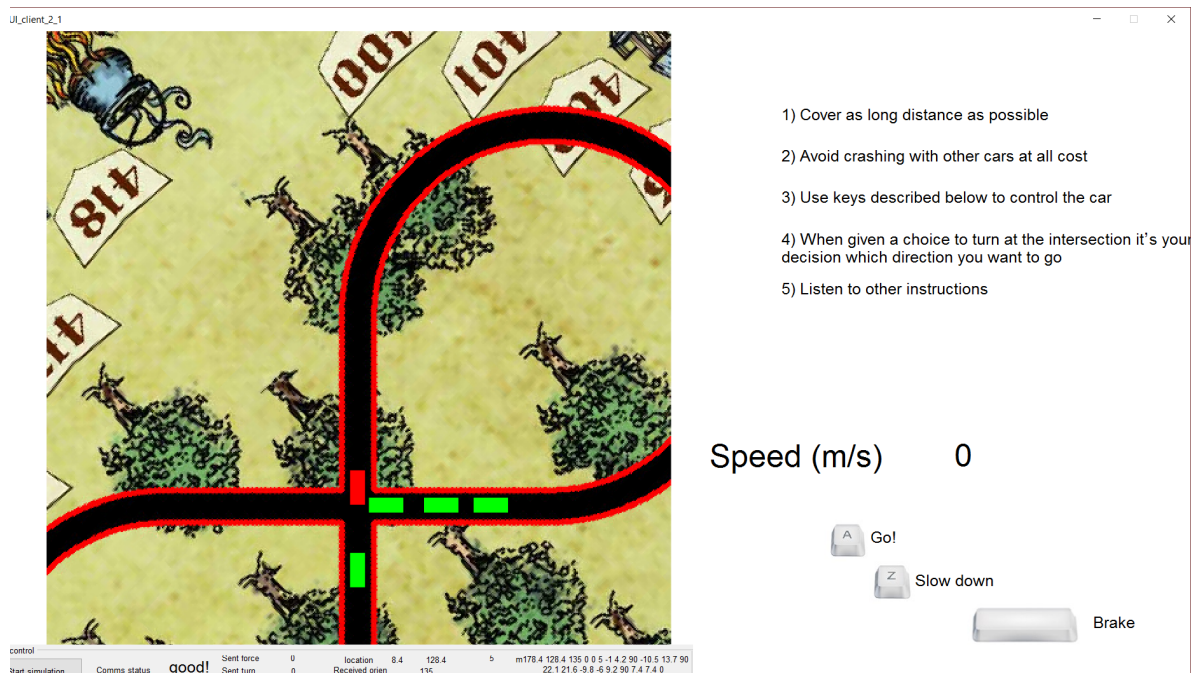 UI_client_2_1
400
401
418
1) Cover as long distance as possible
2) Avoid crashing with other cars at all cost
3) Use keys described below to control the car
4) When given a choice to turn at the intersection it's your
decision which direction you want to go
5) Listen to other instructions
Speed (m/s) 0
A Go!
Z Slow down
Brake
control
Start simulation Comms status good!
Sent force 0 location 8.4 128.4 5 m178.4 128.4 135 0 0 5 -1 4.2 90 -10.5 13.7 90
Sent turn 0 Received orien 135 22.1 21.6 -9.8 -6 9.2 90 7.4 7.4 0